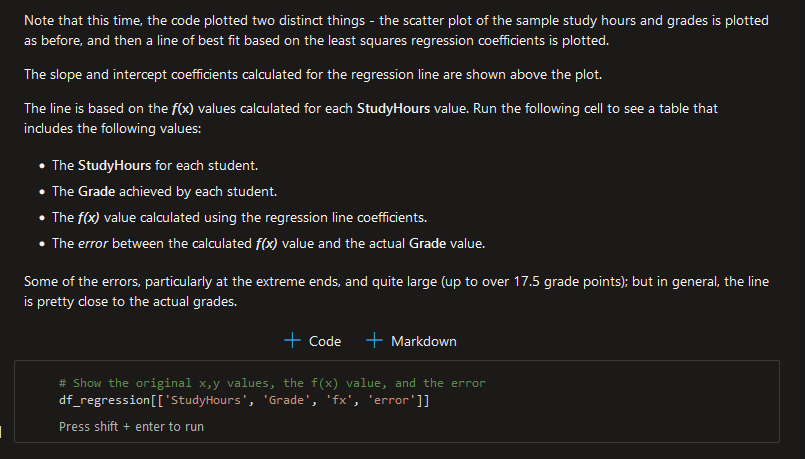 Note that this time, the code plotted two distinct things - the scatter plot of the sample study hours and grades is plotted
as before, and then a line of best fit based on the least squares regression coefficients is plotted.
The slope and intercept coefficients calculated for the regression line are shown above the plot.
The line is based on the f(x) values calculated for each StudyHours value. Run the following cell to see a table that
includes the following values:
• The StudyHours for each student.
• The Grade achieved by each student.
• The f(x) value calculated using the regression line coefficients.
• The error between the calculated f(x) value and the actual Grade value.
Some of the errors, particularly at the extreme ends, and quite large (up to over 17.5 grade points); but in general, the line
is pretty close to the actual grades.
+ Code + Markdown
# Show the original x,y values, the f(x) value, and the error
df_regression[['StudyHours', 'Grade', 'fx', 'error']]
Press shift + enter to run